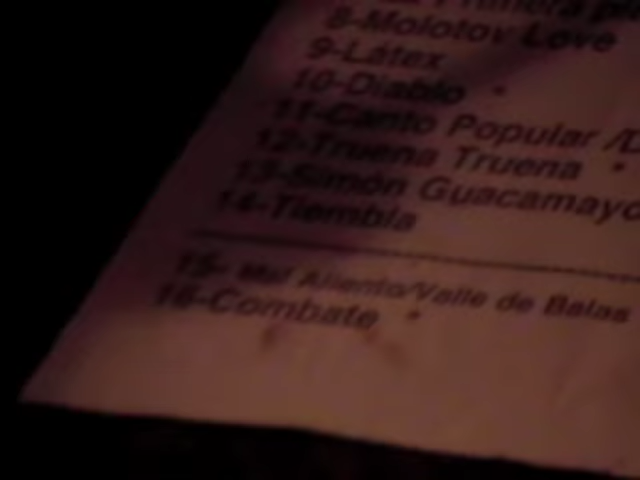 Primera
8-Molotov Love
9-Látex
10-Diablo *
11-Canto Popular /D
12-Truena Truena *
13-Simón Guacamayo
14-Tiembla
15- Mal Aliento/Valle de Balas
16-Combate *